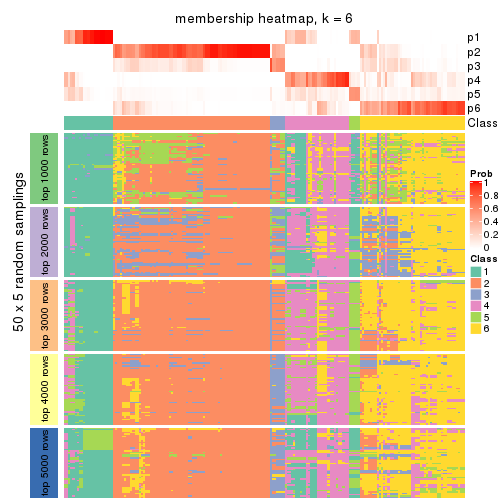 membership heatmap, k = 6
p1
p2
p3
p4
p5
p6
Class
50 x 5 random samplings
top 1000 rows
top 2000 rows
top 3000 rows
top 4000 rows
top 5000 rows
Prob
1
0.8
0.6
0.4
0.2
0
Class
1
2
3
4
5
6